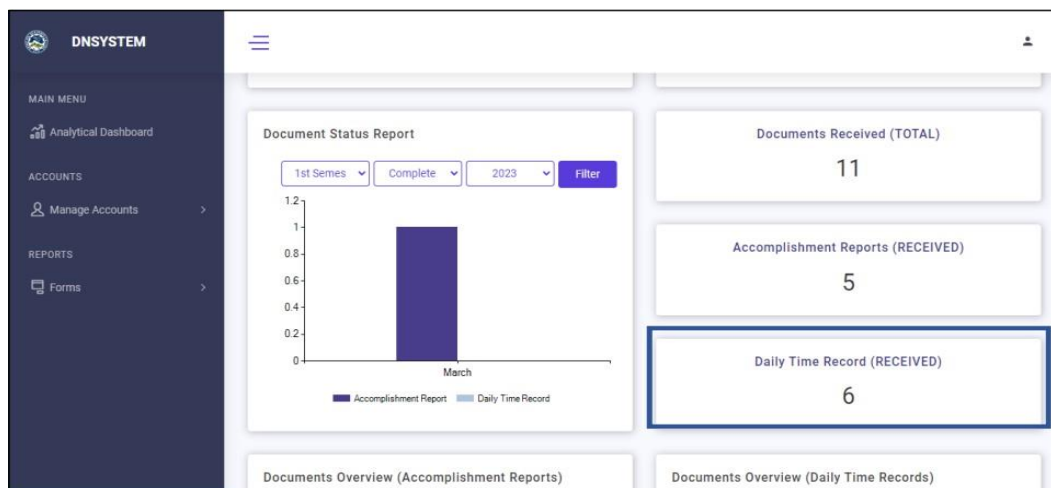 DNSYSTEM
MAIN MENU
Analytical Dashboard
ACCOUNTS
Manage Accounts
REPORTS
Forms
Document Status Report
1st Semes
Complete
2023
Filter
1.2
1
0.8
0.6
0.4
0.2
0
March
Accomplishment Report Daily Time Record
Documents Received (TOTAL)
11
Accomplishment Reports (RECEIVED)
5
Daily Time Record (RECEIVED)
6
Documents Overview (Accomplishment Reports)
Documents Overview (Daily Time Records)